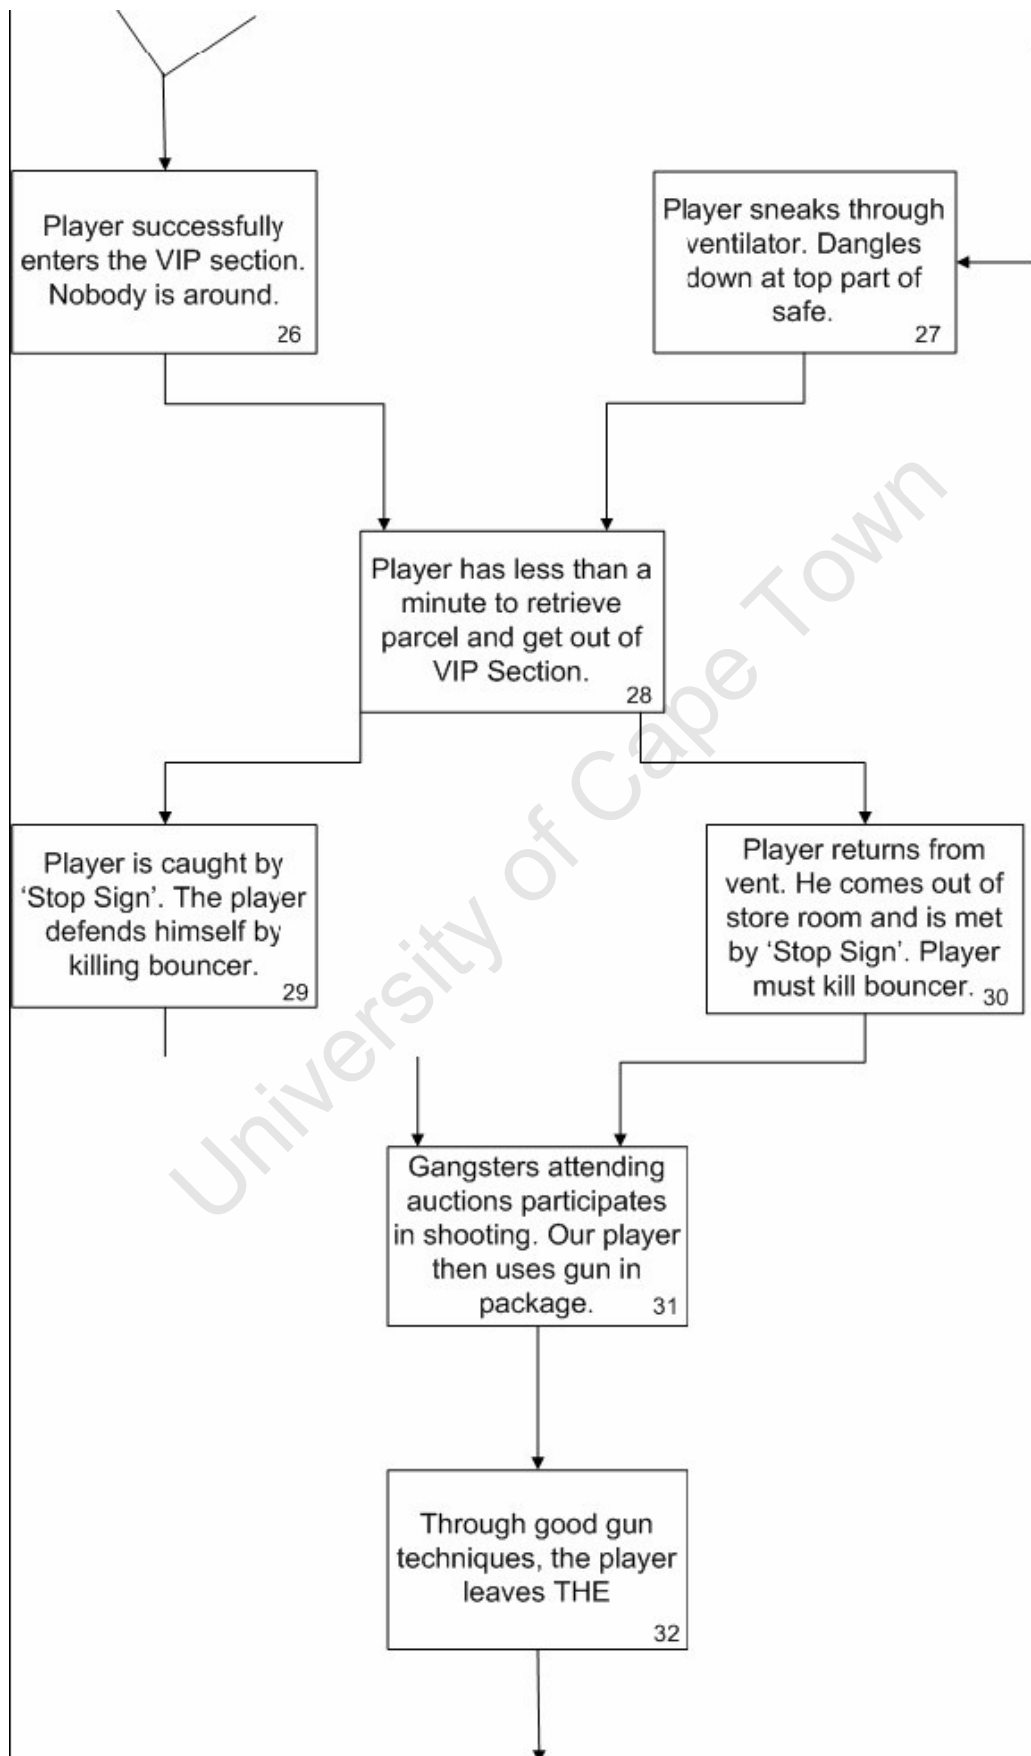 Player successfully
enters the VIP section.
Nobody is around.
26
Player sneaks through
ventilator. Dangles
down at top part of
safe.
27
Player has less than a
minute to retrieve
parcel and get out of
VIP Section.
28
Player is caught by
‘Stop Sign’. The player
defends himself by
killing bouncer.
29
Player returns from
vent. He comes out of
store room and is met
by ‘Stop Sign’. Player
must kill bouncer.
30
Gangsters attending
auctions participates
in shooting. Our player
then uses gun in
package.
31
Through good gun
techniques, the player
leaves THE
32
University of Cape Town